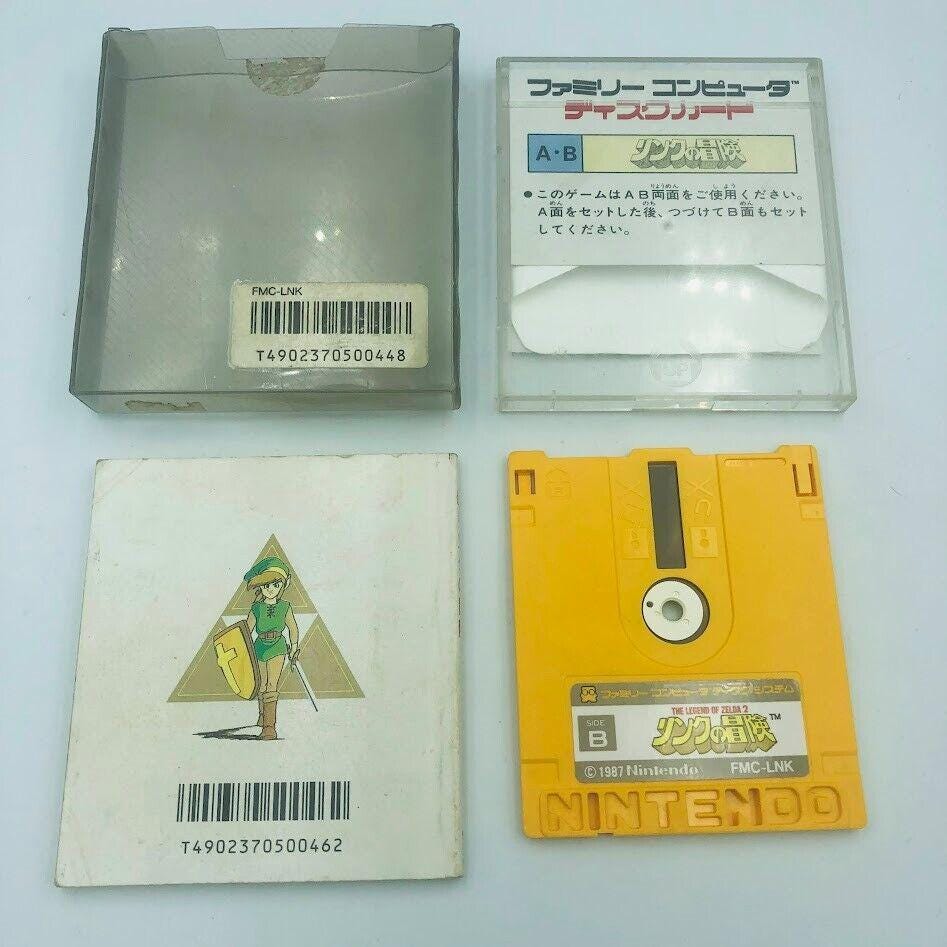 FMC-LNK
T4902370500448
ファミリー コンピュータ™
ディスクカード
A・B リンクの冒険
●このゲームはAB両面をご使用ください。
A面をセットした後、つづけてB面もセット
してください。
T4902370500462
ファミリー コンピュータ ディスク システム
THE LEGEND OF ZELDA 2
SIDE B リンクの冒険™
©1987 Nintendo FMC-LNK
NINTENDO